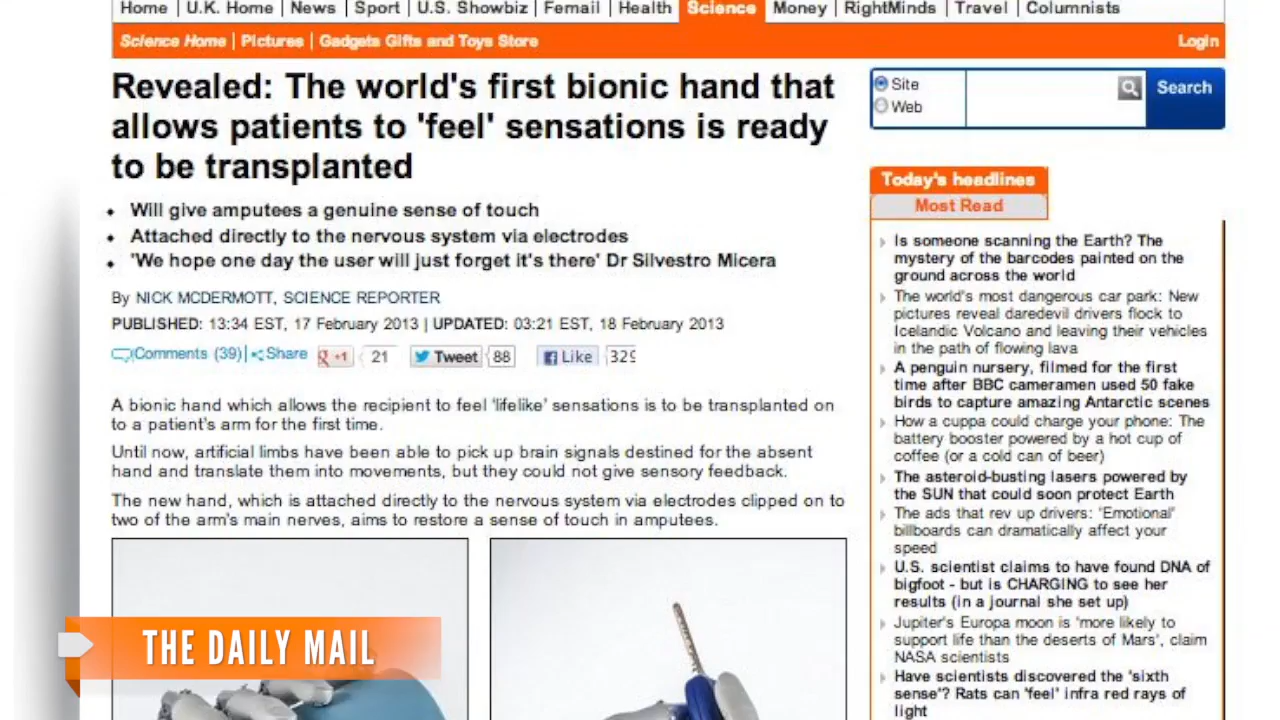 Home | U.K. Home | News | Sport | U.S. Showbiz | Femail | Health | Science | Money | RightMinds | Travel | Columnists
Science Home | Pictures | Gadgets Gifts and Toys Store
Login
Revealed: The world's first bionic hand that
allows patients to 'feel' sensations is ready
to be transplanted
Will give amputees a genuine sense of touch
Attached directly to the nervous system via electrodes
'We hope one day the user will just forget it's there' Dr Silvestro Micera
By NICK MCDERMOTT, SCIENCE REPORTER
PUBLISHED: 13:34 EST, 17 February 2013 | UPDATED: 03:21 EST, 18 February 2013
Comments (39) | Share
+1
21
Tweet
88
Like
329
A bionic hand which allows the recipient to feel 'lifelike' sensations is to be transplanted on
to a patient's arm for the first time.
Until now, artificial limbs have been able to pick up brain signals destined for the absent
hand and translate them into movements, but they could not give sensory feedback.
The new hand, which is attached directly to the nervous system via electrodes clipped on to
two of the arm's main nerves, aims to restore a sense of touch in amputees.
THE DAILY MAIL
Site
Web
Search
Today's headlines
Most Read
Is someone scanning the Earth? The
mystery of the barcodes painted on the
ground across the world
The world's most dangerous car park: New
pictures reveal daredevil drivers flock to
Icelandic Volcano and leaving their vehicles
in the path of flowing lava
A penguin nursery, filmed for the first
time after BBC cameramen used 50 fake
birds to capture amazing Antarctic scenes
How a cuppa could charge your phone: The
battery booster powered by a hot cup of
coffee (or a cold can of beer)
The asteroid-busting lasers powered by
the SUN that could soon protect Earth
The ads that rev up drivers: 'Emotional'
billboards can dramatically affect your
speed
U.S. scientist claims to have found DNA of
bigfoot - but is CHARGING to see her
results (in a journal she set up)
Jupiter's Europa moon is 'more likely to
support life than the deserts of Mars', claim
NASA scientists
Have scientists discovered the 'sixth
sense'? Rats can 'feel' infra red rays of
light